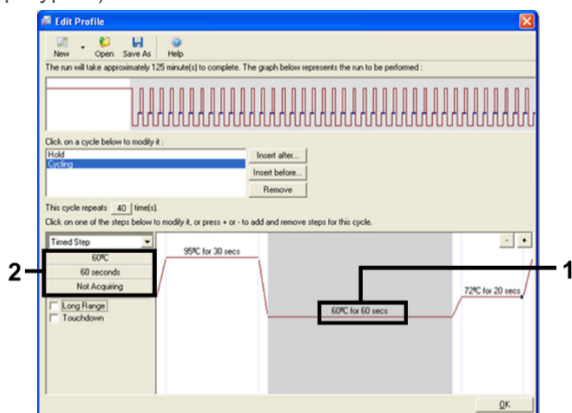 Edit Profile
New Open Save As Help
The run will take approximately 125 minute(s) to complete. The graph below represents the run to be performed :
Click on a cycle below to modify it :
Hold
Cycling
Insert after...
Insert before...
Remove
This cycle repeats 40 time(s).
Click on one of the steps below to modify it, or press + or - to add and remove steps for this cycle.
Timed Step
- +
60ºC
60 seconds
Not Acquiring
Long Range
Touchdown
2
95ºC for 30 secs
60ºC for 60 secs
72ºC for 20 secs
1
OK